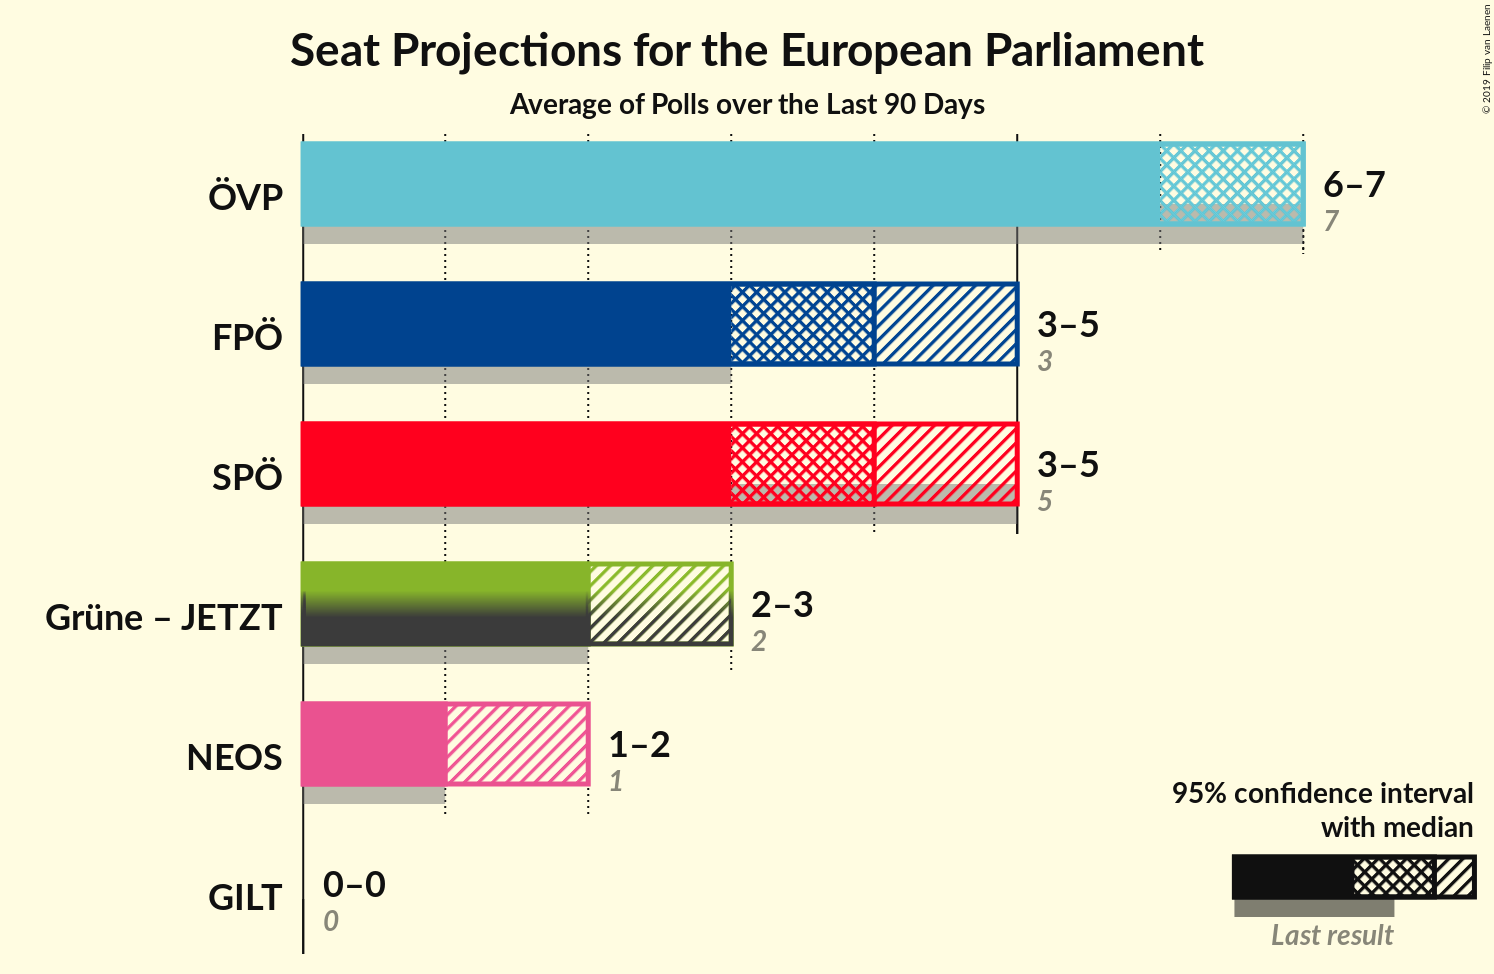 Seat Projections for the European Parliament
Average of Polls over the Last 90 Days
© 2019 Filip van Laenen
ÖVP
6–7
7
FPÖ
3–5
3
SPÖ
3–5
5
Grüne – JETZT
2–3
2
NEOS
1–2
1
GILT
0–0
0
95% confidence interval
with median
Last result